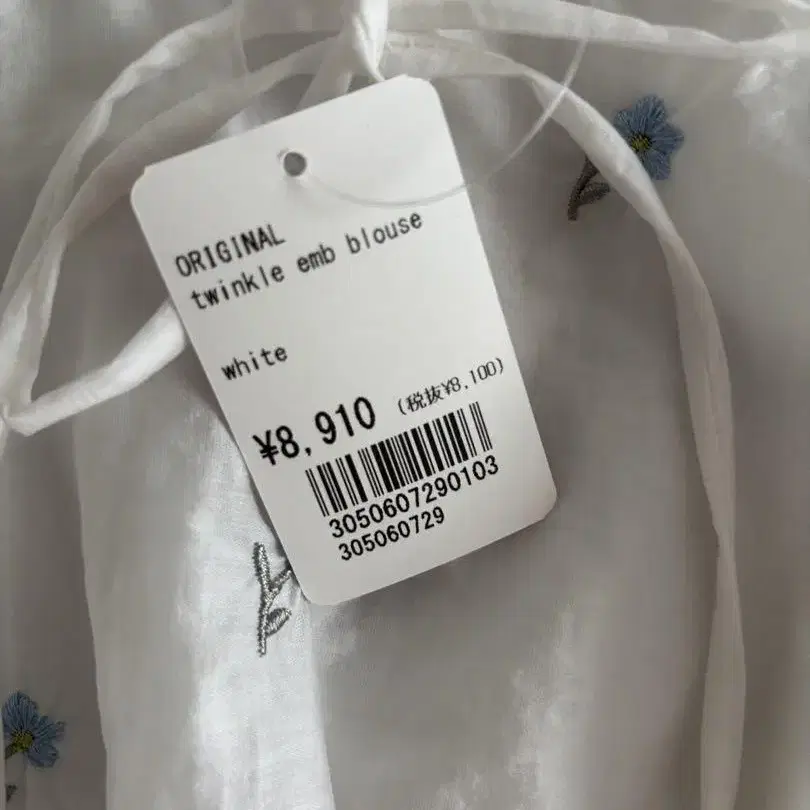 ORIGINAL
twinkle emb blouse
white
¥8,910 (税抜¥8,100)
3050607290103
305060729